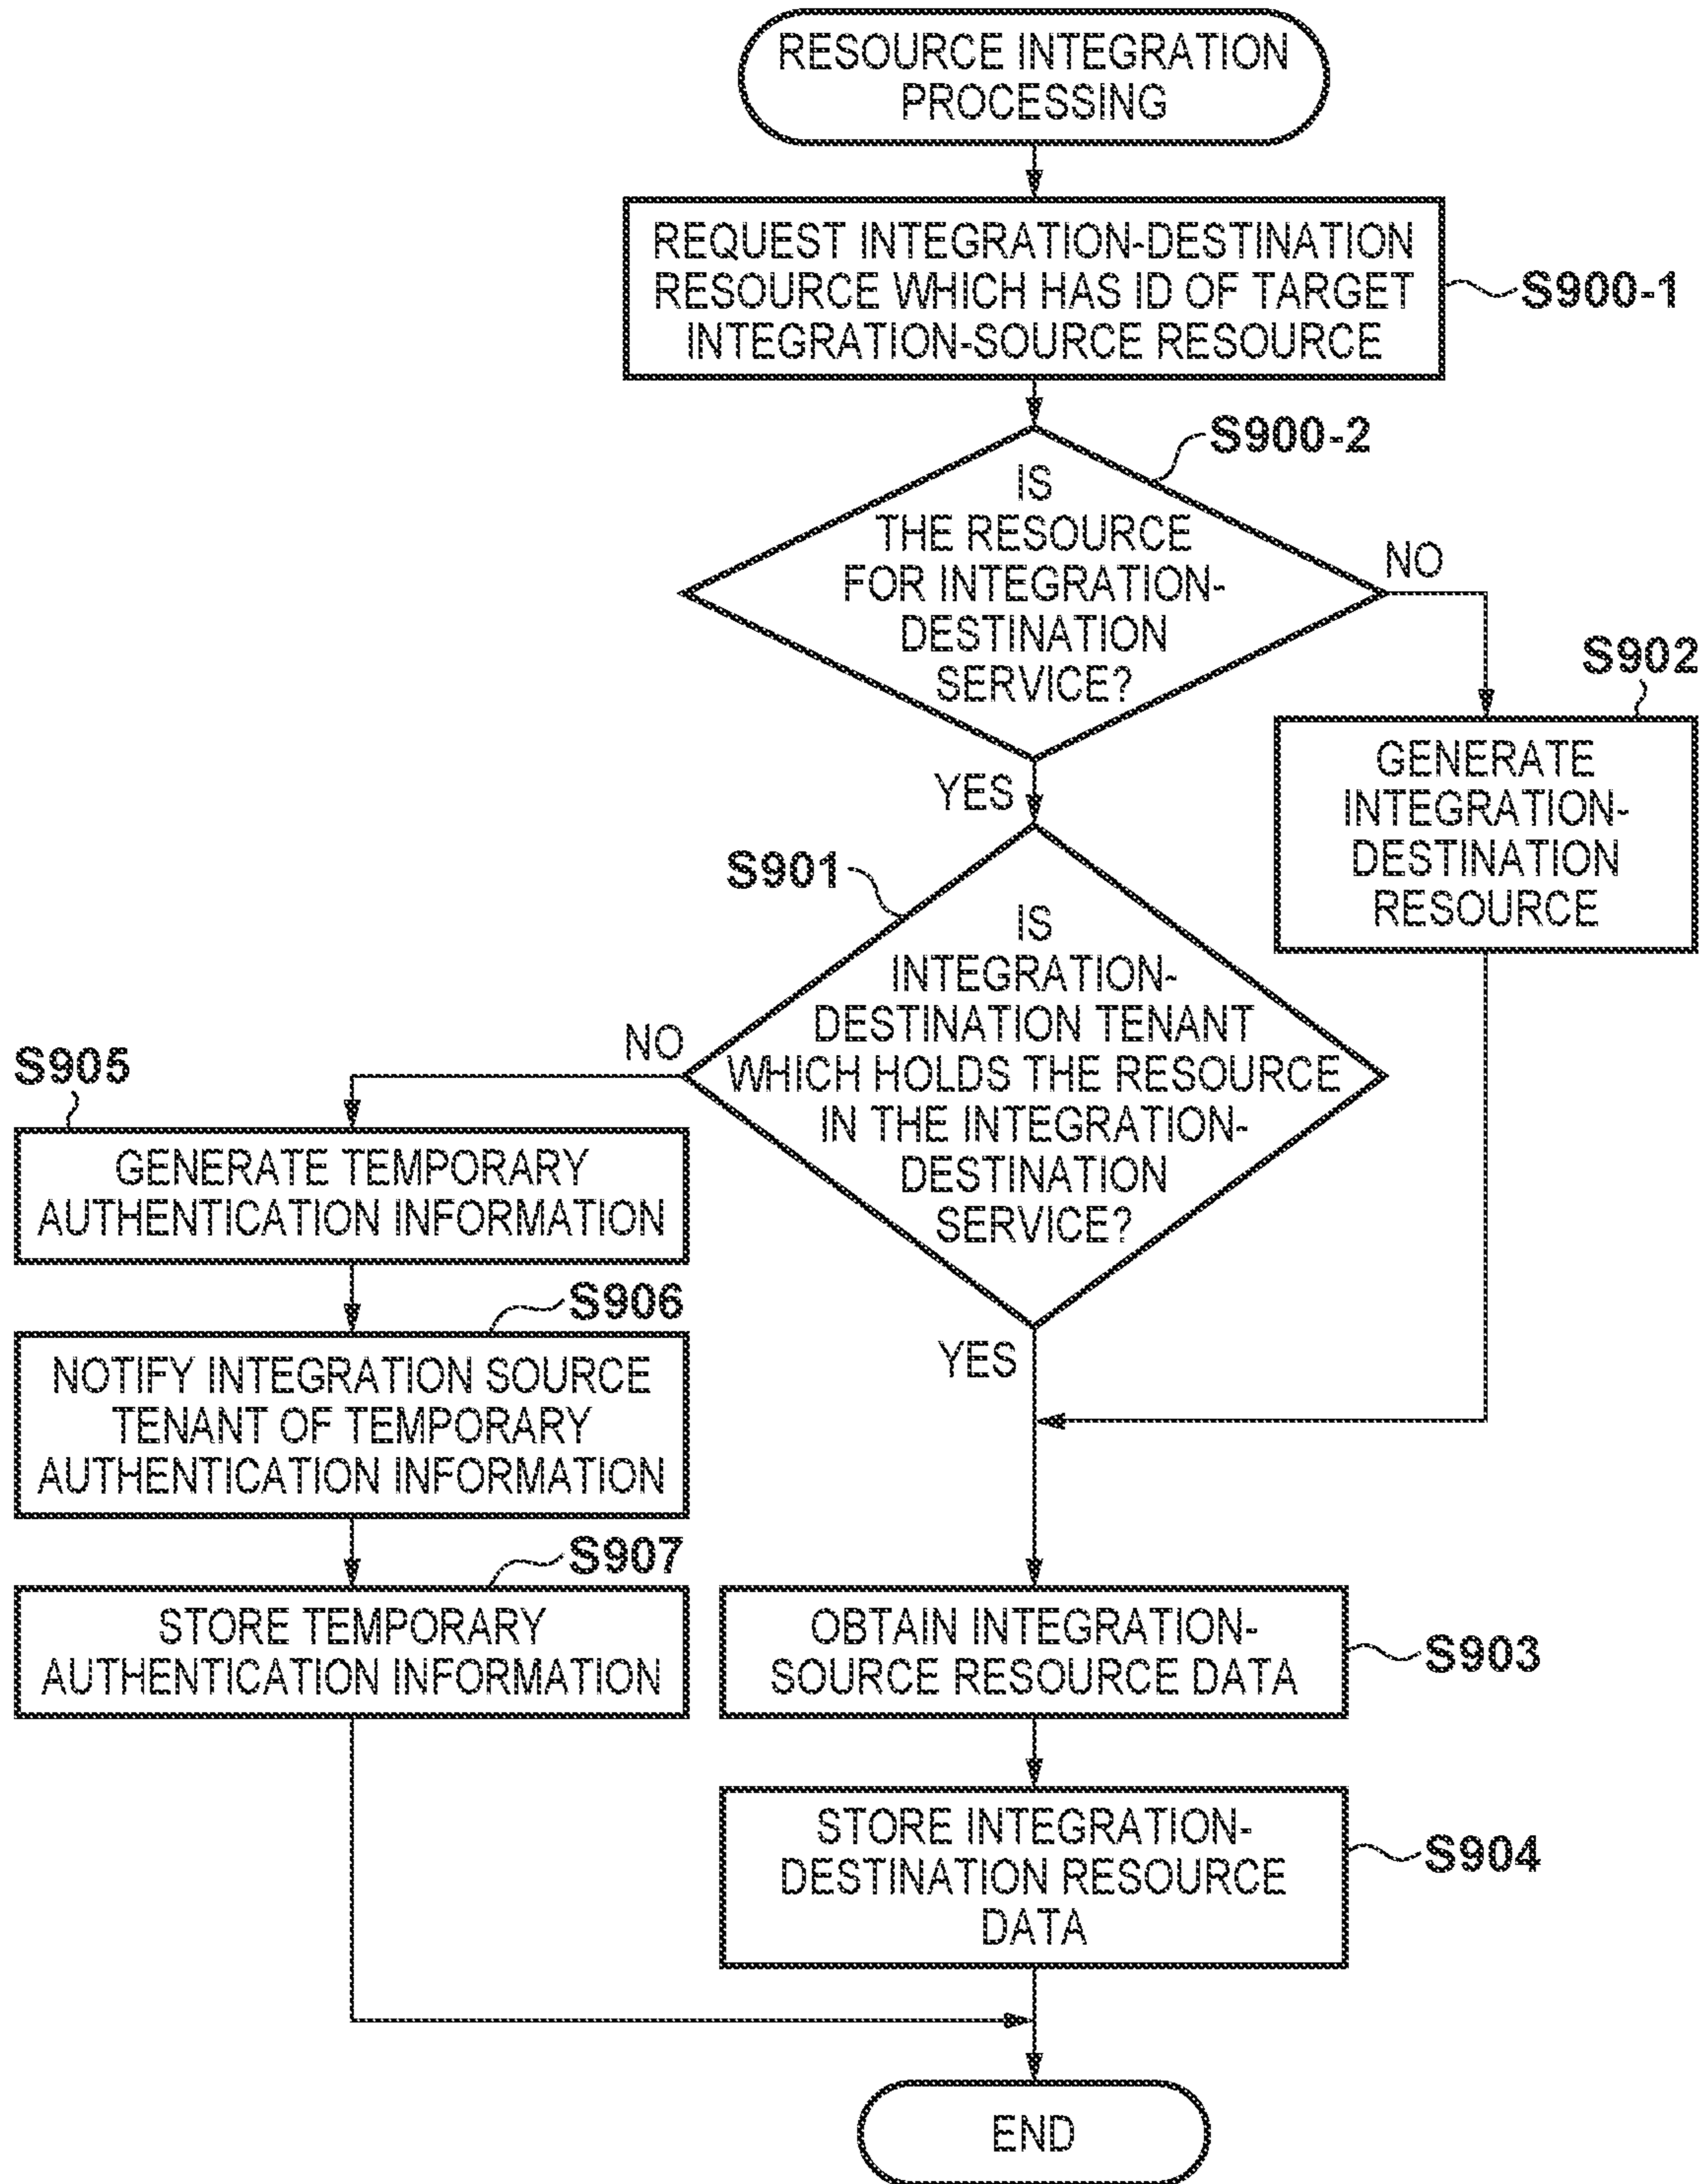 RESOURCE INTEGRATION
PROCESSING
REQUEST INTEGRATION-DESTINATION
RESOURCE WHICH HAS ID OF TARGET
INTEGRATION-SOURCE RESOURCE
S900-1
S900-2
IS
THE RESOURCE
FOR INTEGRATION-
DESTINATION
SERVICE?
NO
YES
S902
GENERATE
INTEGRATION-
DESTINATION
RESOURCE
S901
IS
INTEGRATION-
DESTINATION TENANT
WHICH HOLDS THE RESOURCE
IN THE INTEGRATION-
DESTINATION
SERVICE?
NO
YES
S905
GENERATE TEMPORARY
AUTHENTICATION INFORMATION
S906
NOTIFY INTEGRATION SOURCE
TENANT OF TEMPORARY
AUTHENTICATION INFORMATION
S907
STORE TEMPORARY
AUTHENTICATION INFORMATION
OBTAIN INTEGRATION-
SOURCE RESOURCE DATA
S903
STORE INTEGRATION-
DESTINATION RESOURCE
DATA
S904
END